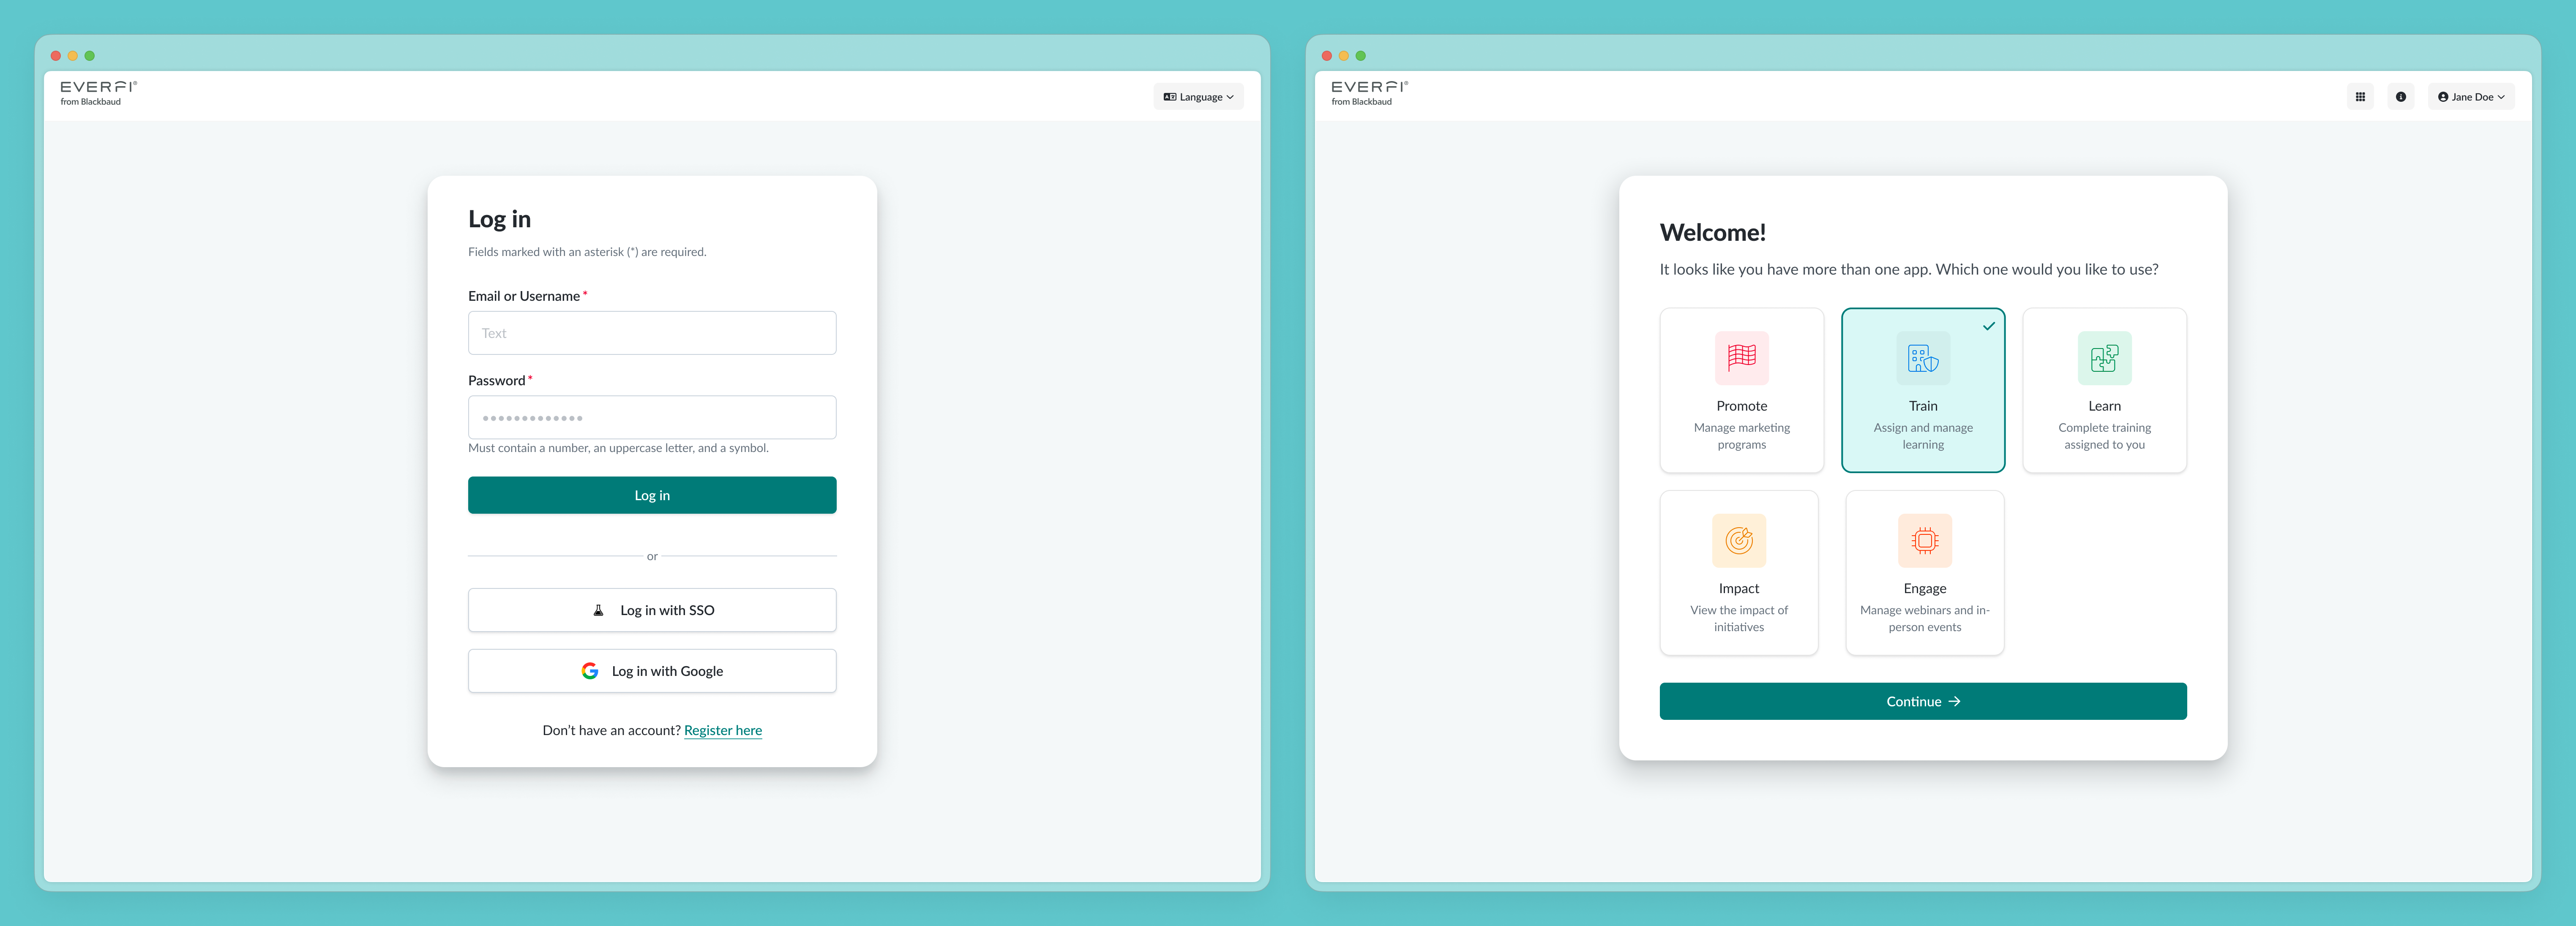 EVERFI®
from Blackbaud
Language
Log in
Fields marked with an asterisk (*) are required.
Email or Username *
Text
Password *
Must contain a number, an uppercase letter, and a symbol.
Log in
or
Log in with SSO
Log in with Google
Don't have an account? Register here
EVERFI®
from Blackbaud
Jane Doe
Welcome!
It looks like you have more than one app. Which one would you like to use?
Promote
Manage marketing
programs
Train
Assign and manage
learning
Learn
Complete training
assigned to you
Impact
View the impact of
initiatives
Engage
Manage webinars and in-
person events
Continue →